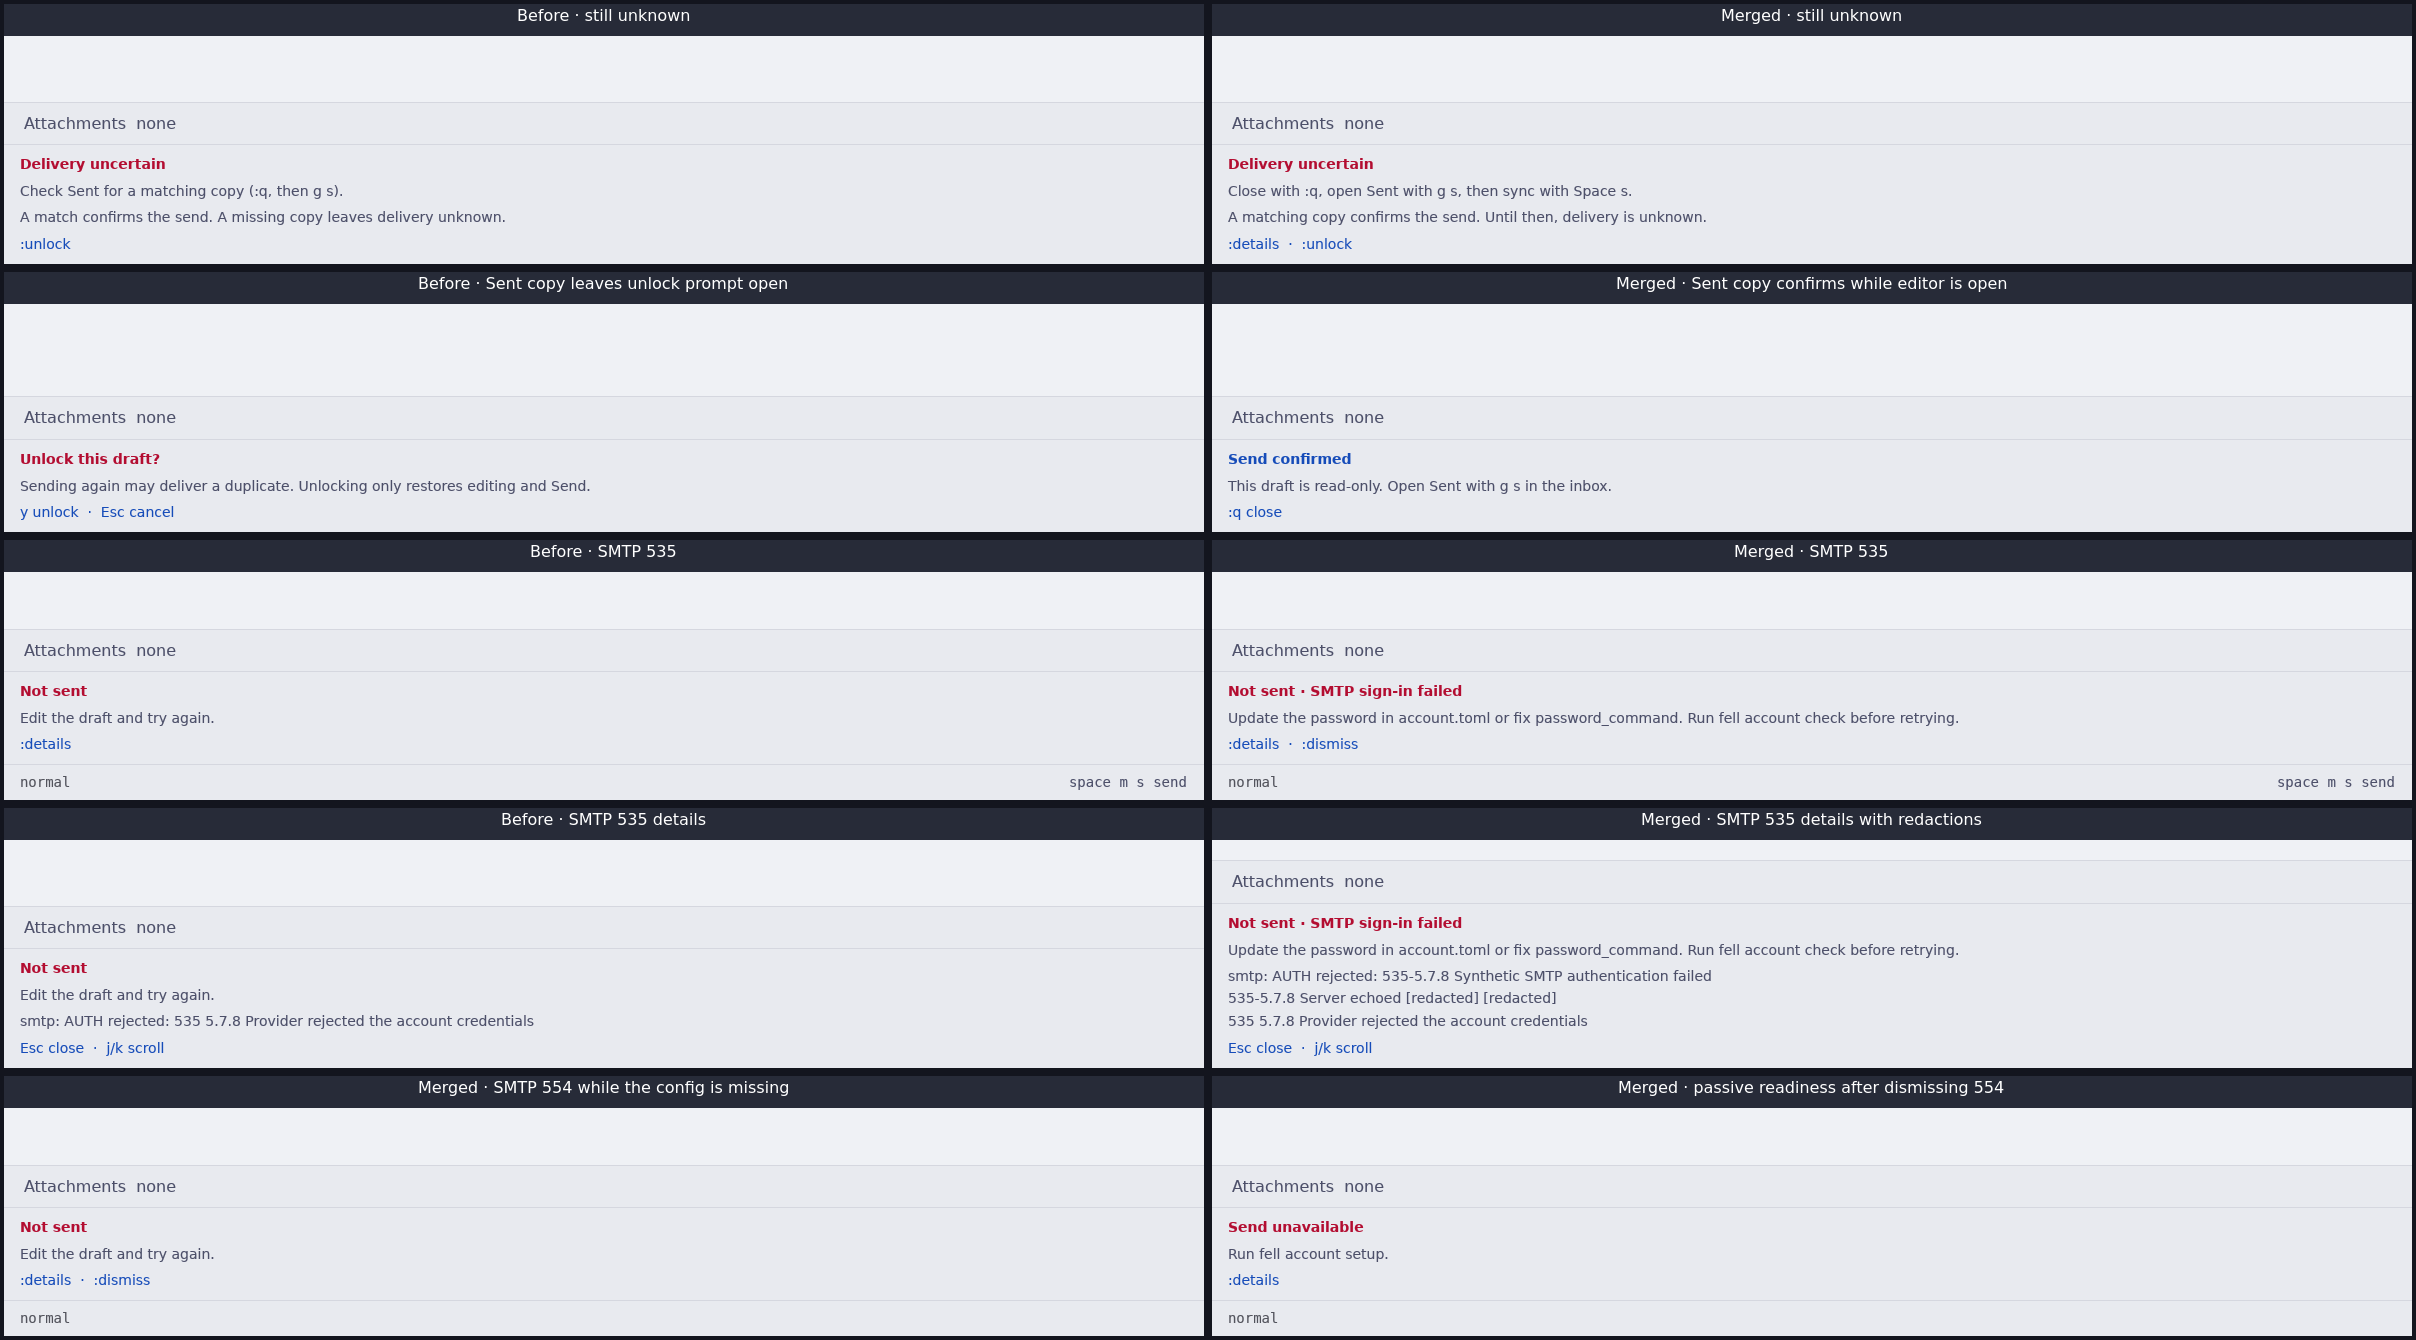 Before · still unknown
Attachments none
Delivery uncertain
Check Sent for a matching copy (:q, then g s).
A match confirms the send. A missing copy leaves delivery unknown.
:unlock
Merged · still unknown
Attachments none
Delivery uncertain
Close with :q, open Sent with g s, then sync with Space s.
A matching copy confirms the send. Until then, delivery is unknown.
:details · :unlock
Before · Sent copy leaves unlock prompt open
Attachments none
Unlock this draft?
Sending again may deliver a duplicate. Unlocking only restores editing and Send.
y unlock · Esc cancel
Merged · Sent copy confirms while editor is open
Attachments none
Send confirmed
This draft is read-only. Open Sent with g s in the inbox.
:q close
Before · SMTP 535
Attachments none
Not sent
Edit the draft and try again.
:details
normal space m s send
Merged · SMTP 535
Attachments none
Not sent · SMTP sign-in failed
Update the password in account.toml or fix password_command. Run fell account check before retrying.
:details · :dismiss
normal space m s send
Before · SMTP 535 details
Attachments none
Not sent
Edit the draft and try again.
smtp: AUTH rejected: 535 5.7.8 Provider rejected the account credentials
Esc close · j/k scroll
Merged · SMTP 535 details with redactions
Attachments none
Not sent · SMTP sign-in failed
Update the password in account.toml or fix password_command. Run fell account check before retrying.
smtp: AUTH rejected: 535-5.7.8 Synthetic SMTP authentication failed
535-5.7.8 Server echoed [redacted] [redacted]
535 5.7.8 Provider rejected the account credentials
Esc close · j/k scroll
Merged · SMTP 554 while the config is missing
Attachments none
Not sent
Edit the draft and try again.
:details · :dismiss
normal
Merged · passive readiness after dismissing 554
Attachments none
Send unavailable
Run fell account setup.
:details
normal